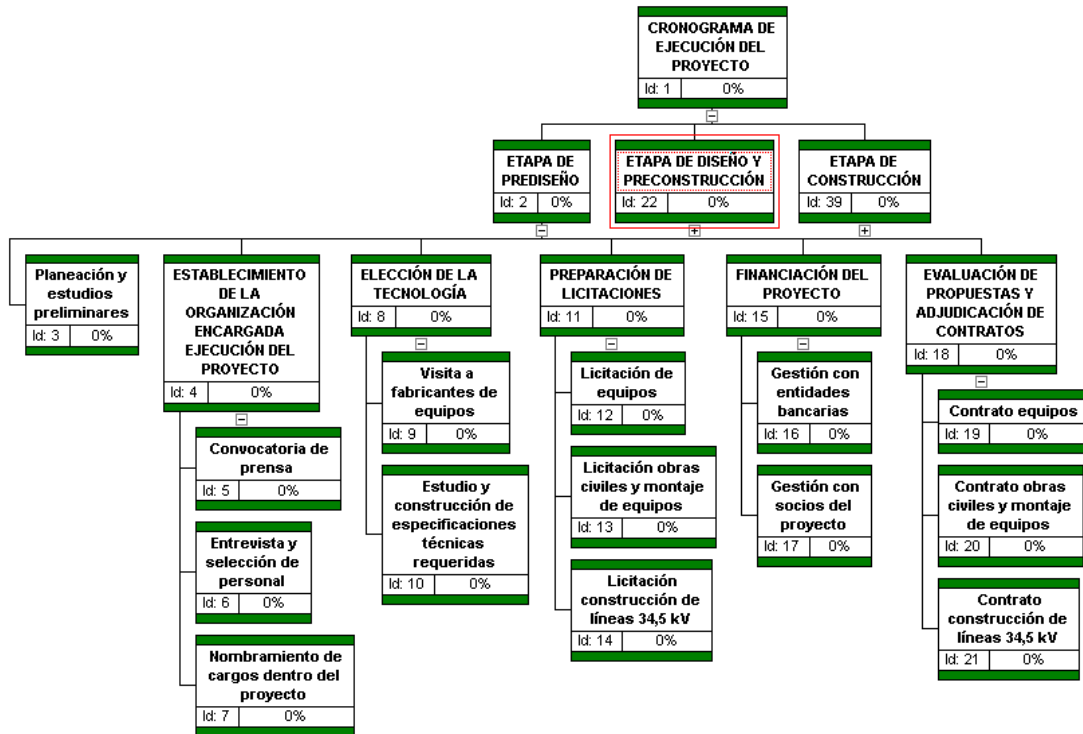 CRONOGRAMA DE
EJECUCIÓN DEL
PROYECTO
Id: 1 0%
ETAPA DE
PREDISEÑO
Id: 2 0%
ETAPA DE DISEÑO Y
PRECONSTRUCCIÓN
Id: 22 0%
ETAPA DE
CONSTRUCCIÓN
Id: 39 0%
Planeación y
estudios
preliminares
Id: 3 0%
ESTABLECIMIENTO
DE LA
ORGANIZACIÓN
ENCARGADA
EJECUCIÓN DEL
PROYECTO
Id: 4 0%
Convocatoria de
prensa
Id: 5 0%
Entrevista y
selección de
personal
Id: 6 0%
Nombramiento de
cargos dentro del
proyecto
Id: 7 0%
ELECCIÓN DE LA
TECNOLOGÍA
Id: 8 0%
Visita a
fabricantes de
equipos
Id: 9 0%
Estudio y
construcción de
especificaciones
técnicas
requeridas
Id: 10 0%
PREPARACIÓN DE
LICITACIONES
Id: 11 0%
Licitación de
equipos
Id: 12 0%
Licitación obras
civiles y montaje
de equipos
Id: 13 0%
Licitación
construcción de
líneas 34,5 kV
Id: 14 0%
FINANCIACIÓN DEL
PROYECTO
Id: 15 0%
Gestión con
entidades
bancarias
Id: 16 0%
Gestión con
socios del
proyecto
Id: 17 0%
EVALUACIÓN DE
PROPUESTAS Y
ADJUDICACIÓN DE
CONTRATOS
Id: 18 0%
Contrato equipos
Id: 19 0%
Contrato obras
civiles y montaje
de equipos
Id: 20 0%
Contrato
construcción de
líneas 34,5 kV
Id: 21 0%